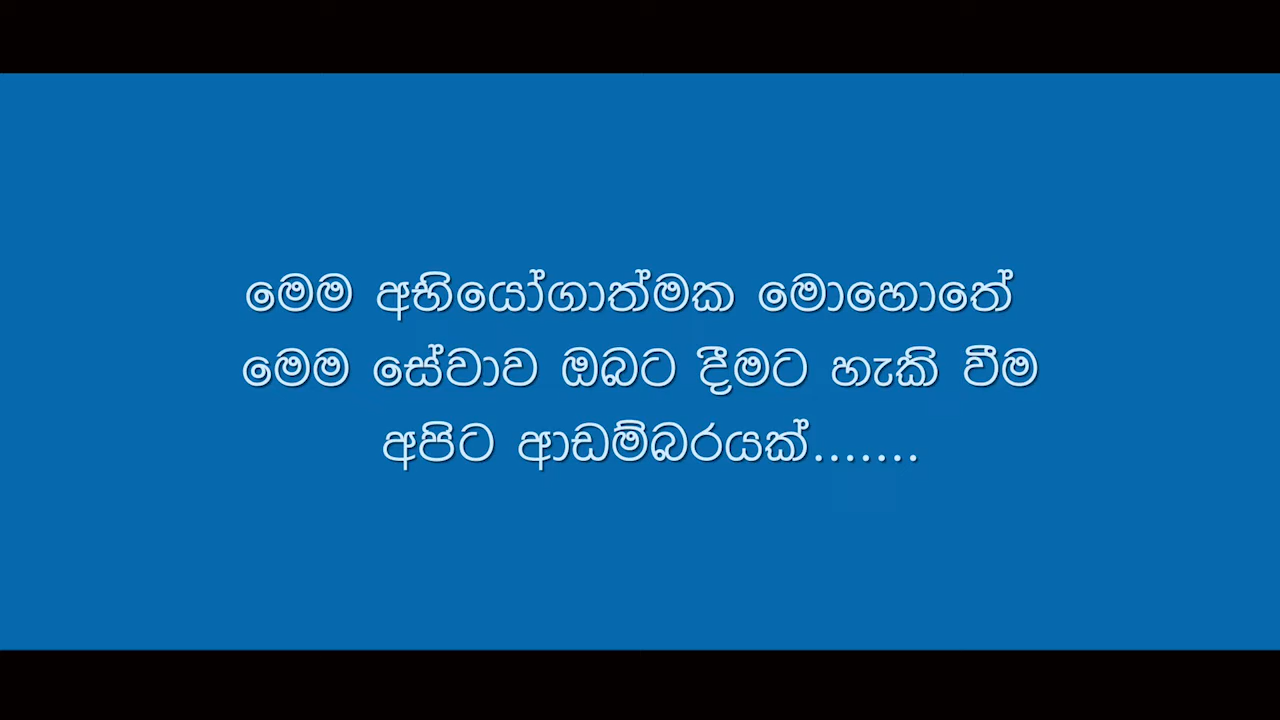 මෙම අභියෝගාත්මක මොහොතේ
මෙම සේවාව ඔබට දීමට හැකි වීම
අපිට ආඩම්බරයක්.......